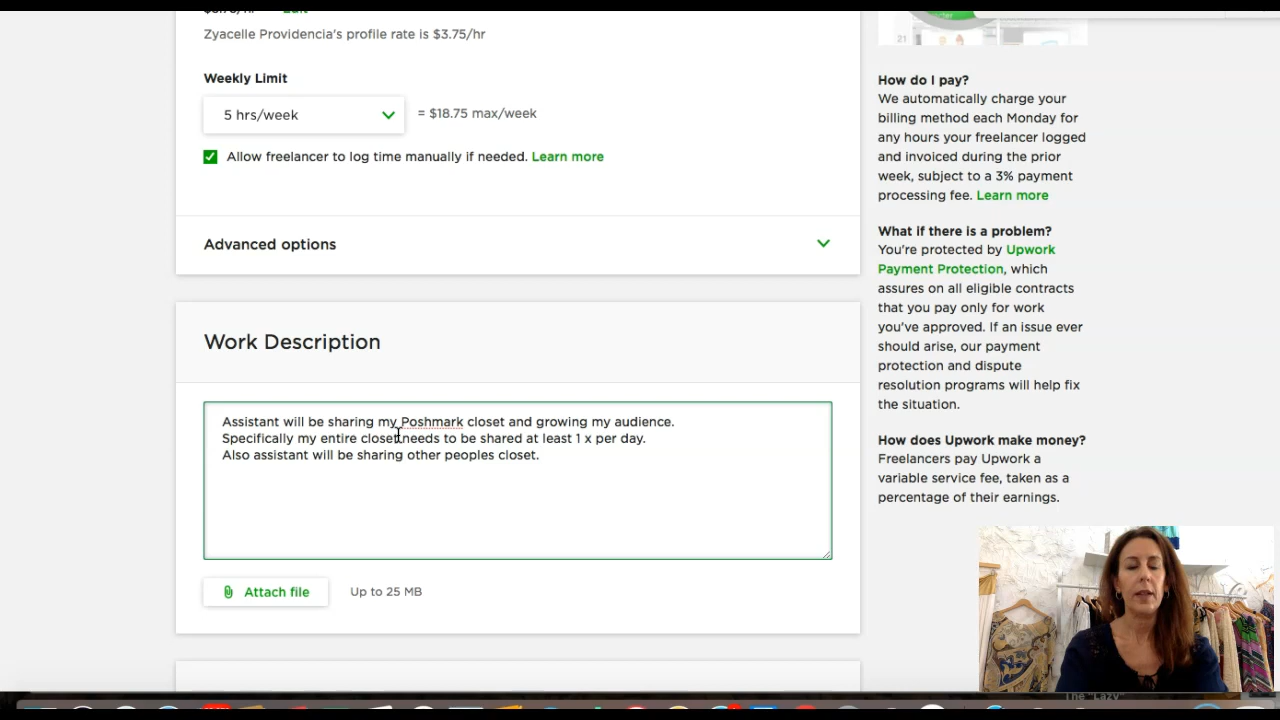 Zyacelle Providencia's profile rate is $3.75/hr
Weekly Limit
5 hrs/week
= $18.75 max/week
Allow freelancer to log time manually if needed. Learn more
Advanced options
Work Description
Assistant will be sharing my Poshmark closet and growing my audience.
Specifically my entire closet needs to be shared at least 1 x per day.
Also assistant will be sharing other peoples closet.
Attach file
Up to 25 MB
21
How do I pay?
We automatically charge your
billing method each Monday for
any hours your freelancer logged
and invoiced during the prior
week, subject to a 3% payment
processing fee. Learn more
What if there is a problem?
You're protected by Upwork
Payment Protection, which
assures on all eligible contracts
that you pay only for work
you've approved. If an issue ever
should arise, our payment
protection and dispute
resolution programs will help fix
the situation.
How does Upwork make money?
Freelancers pay Upwork a
variable service fee, taken as a
percentage of their earnings.
The "Lazy"